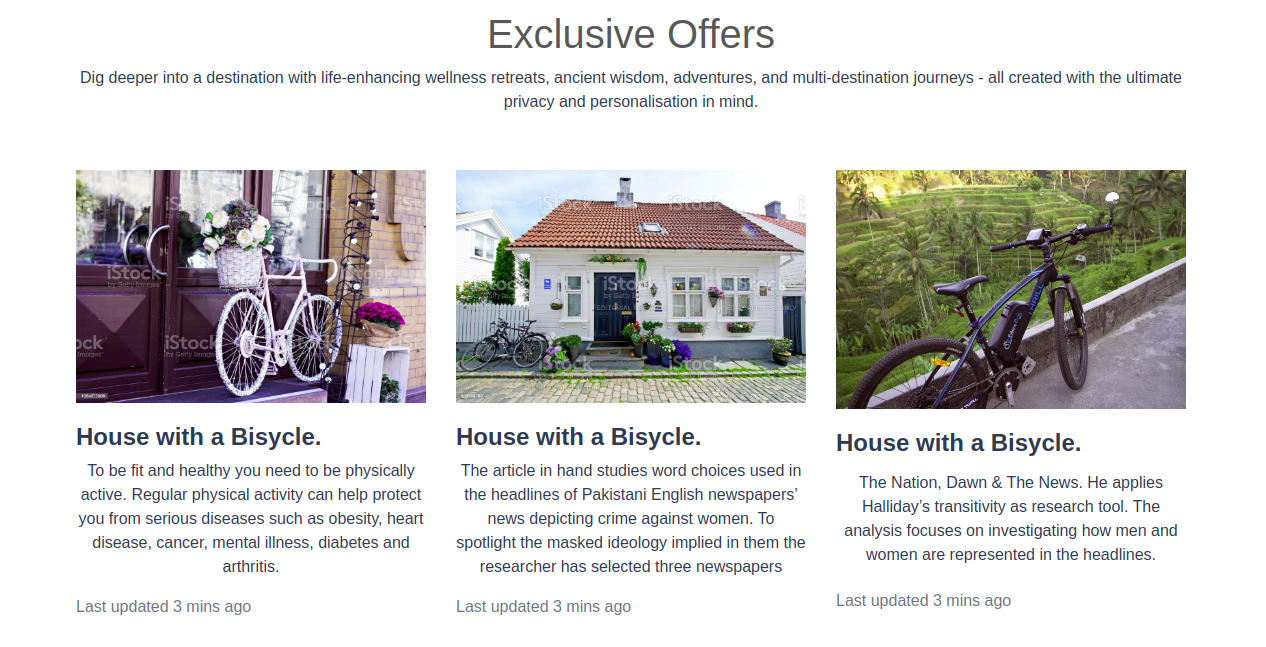 Exclusive Offers
Dig deeper into a destination with life-enhancing wellness retreats, ancient wisdom, adventures, and multi-destination journeys - all created with the ultimate
privacy and personalisation in mind.
iStock
by Getty Images
iStock
by Getty Images
House with a Bisycle.
To be fit and healthy you need to be physically
active. Regular physical activity can help protect
you from serious diseases such as obesity, heart
disease, cancer, mental illness, diabetes and
arthritis.
Last updated 3 mins ago
House with a Bisycle.
The article in hand studies word choices used in
the headlines of Pakistani English newspapers’
news depicting crime against women. To
spotlight the masked ideology implied in them the
researcher has selected three newspapers
Last updated 3 mins ago
House with a Bisycle.
The Nation, Dawn & The News. He applies
Halliday’s transitivity as research tool. The
analysis focuses on investigating how men and
women are represented in the headlines.
Last updated 3 mins ago